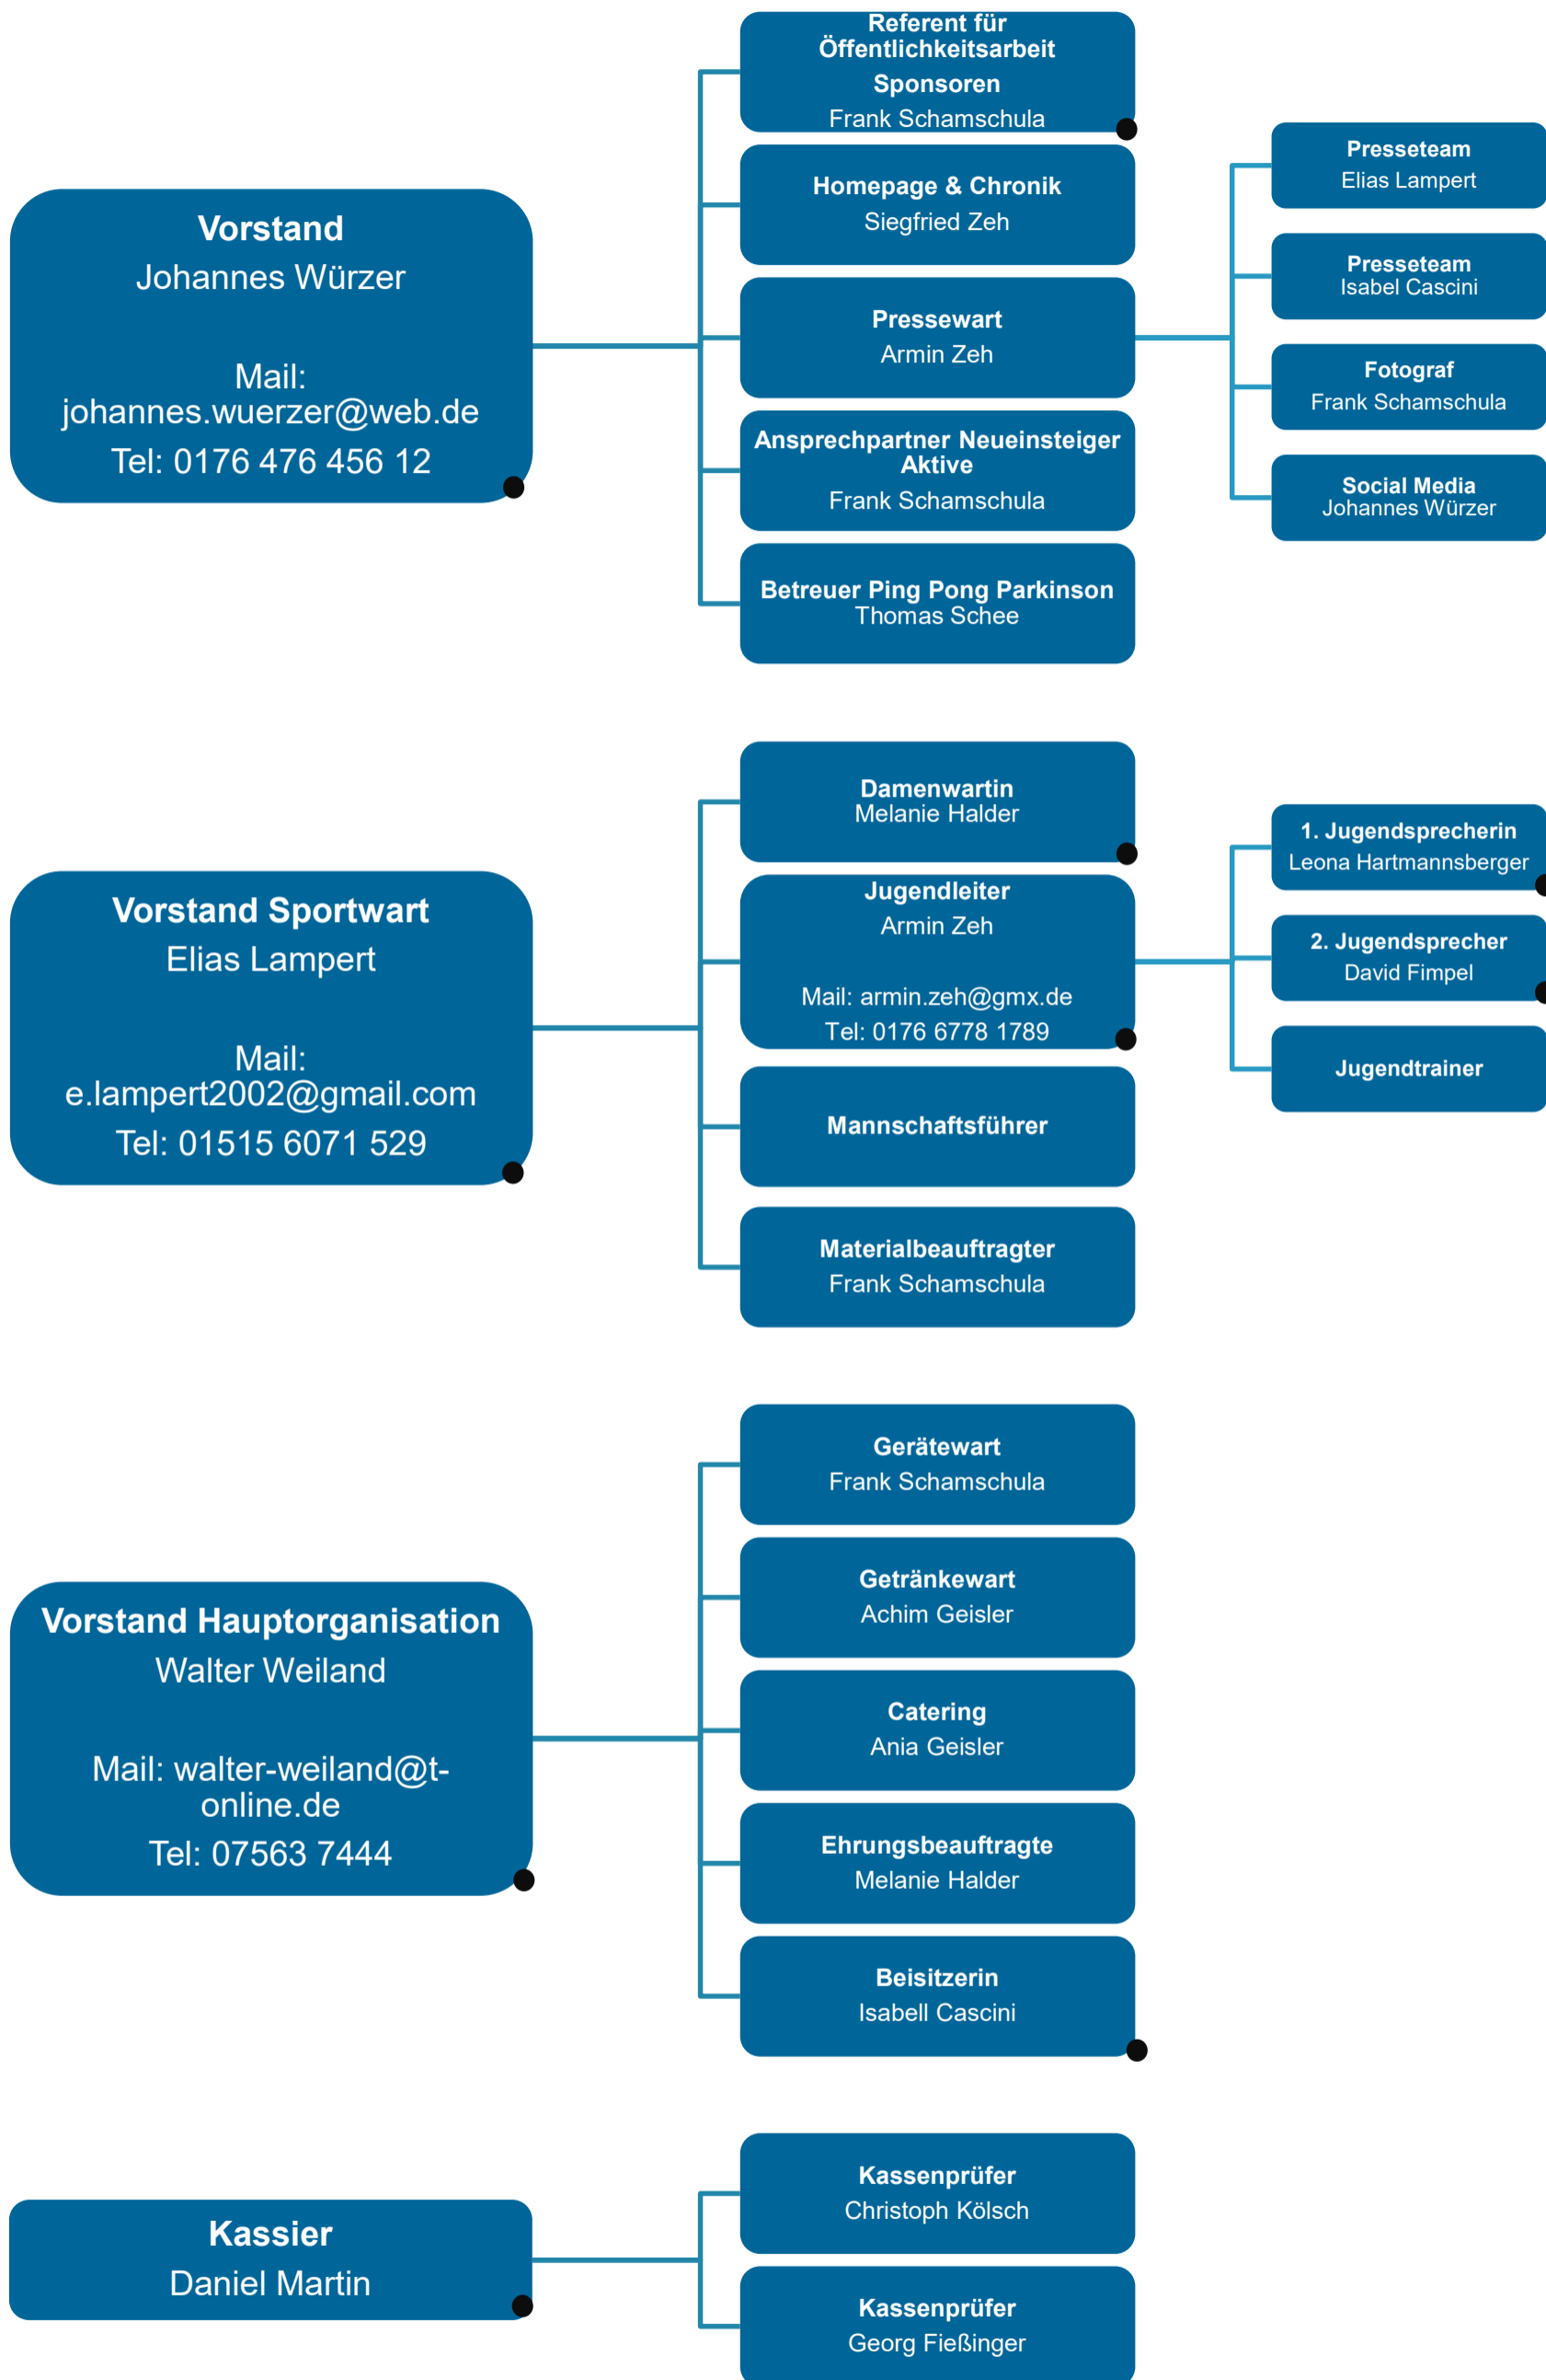 Vorstand
Johannes Würzer
Mail:
johannes.wuerzer@web.de
Tel: 0176 476 456 12
Referent für
Öffentlichkeitsarbeit
Sponsoren
Frank Schamschula
Homepage & Chronik
Siegfried Zeh
Pressewart
Armin Zeh
Ansprechpartner Neueinsteiger
Aktive
Frank Schamschula
Betreuer Ping Pong Parkinson
Thomas Schee
Presseteam
Elias Lampert
Presseteam
Isabel Cascini
Fotograf
Frank Schamschula
Social Media
Johannes Würzer
Vorstand Sportwart
Elias Lampert
Mail:
e.lampert2002@gmail.com
Tel: 01515 6071 529
Damenwartin
Melanie Halder
Jugendleiter
Armin Zeh
Mail: armin.zeh@gmx.de
Tel: 0176 6778 1789
Mannschaftsführer
Materialbeauftragter
Frank Schamschula
1. Jugendsprecherin
Leona Hartmannsberger
2. Jugendsprecher
David Fimpel
Jugendtrainer
Vorstand Hauptorganisation
Walter Weiland
Mail: walter-weiland@t-
online.de
Tel: 07563 7444
Gerätewart
Frank Schamschula
Getränkewart
Achim Geisler
Catering
Ania Geisler
Ehrungsbeauftragte
Melanie Halder
Beisitzerin
Isabell Cascini
Kassier
Daniel Martin
Kassenprüfer
Christoph Kölsch
Kassenprüfer
Georg Fießinger